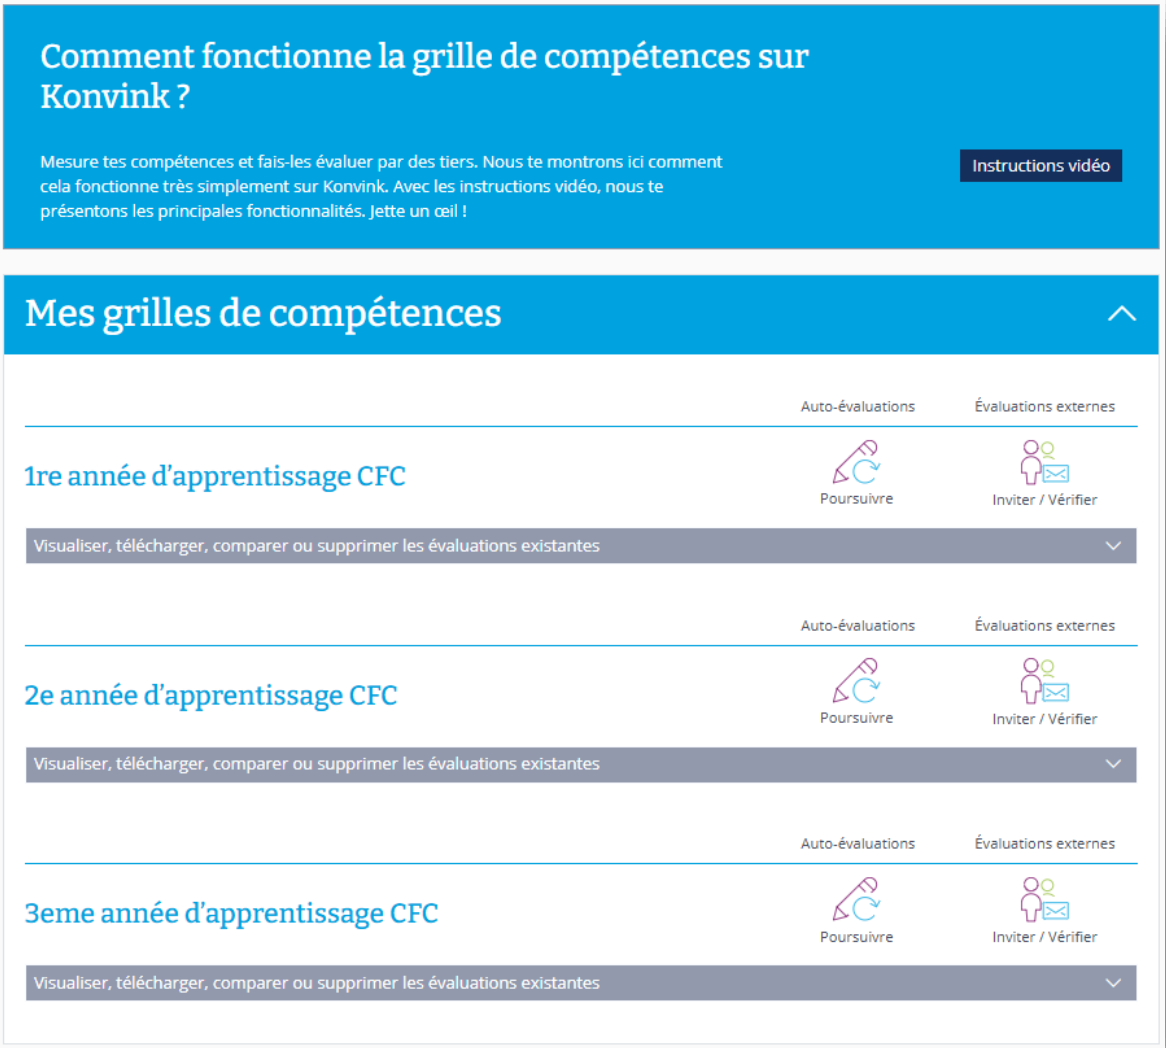 Comment fonctionne la grille de compétences sur
Konvink ?
Mesure tes compétences et fais-les évaluer par des tiers. Nous te montrons ici comment
cela fonctionne très simplement sur Konvink. Avec les instructions vidéo, nous te
présentons les principales fonctionnalités. Jette un œil !
Instructions vidéo
Mes grilles de compétences
Auto-évaluations Évaluations externes
1re année d’apprentissage CFC
Poursuivre Inviter / Vérifier
Visualiser, télécharger, comparer ou supprimer les évaluations existantes
Auto-évaluations Évaluations externes
2e année d’apprentissage CFC
Poursuivre Inviter / Vérifier
Visualiser, télécharger, comparer ou supprimer les évaluations existantes
Auto-évaluations Évaluations externes
3eme année d’apprentissage CFC
Poursuivre Inviter / Vérifier
Visualiser, télécharger, comparer ou supprimer les évaluations existantes